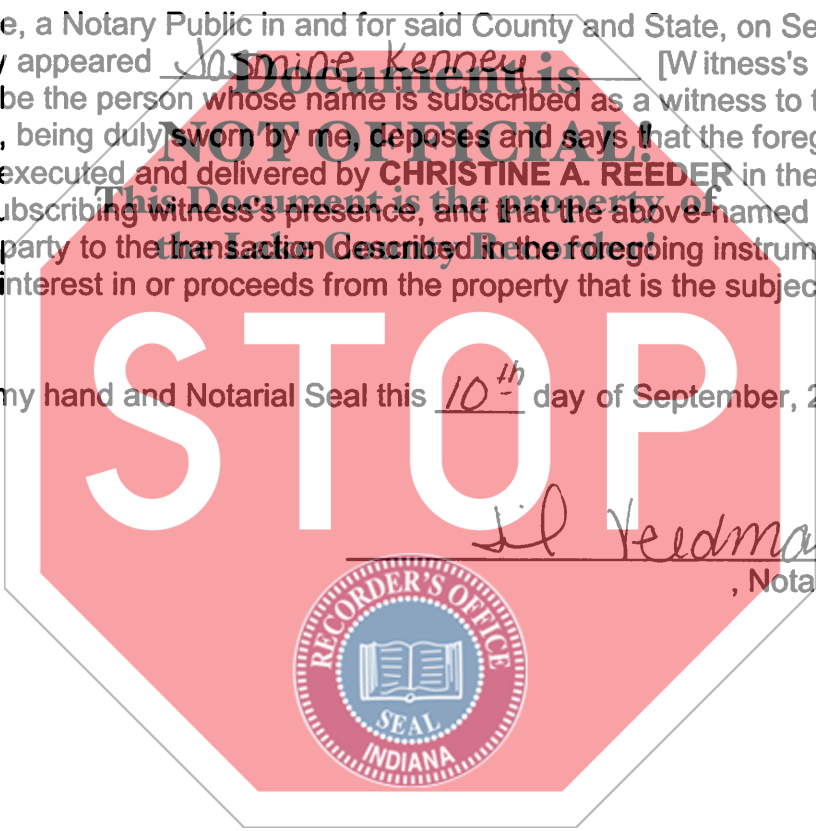 e, a Notary Public in and for said County and State, on Se
y appeared Jasmine Kenney [Witness's
be the person whose name is subscribed as a witness to t
, being duly sworn by me, deposes and says that the foreg
executed and delivered by CHRISTINE A. REEDER in the
ubscribing witness's presence, and that the above-named
party to the transaction described in the foregoing instrum
interest in or proceeds from the property that is the subjec
Document is
NOT OFFICIAL!
This Document is the property of
the Lake County Recorder!
STOP
my hand and Notarial Seal this 10th day of September, 2
, Nota
RECORDER'S OFFICE
SEAL
INDIANA